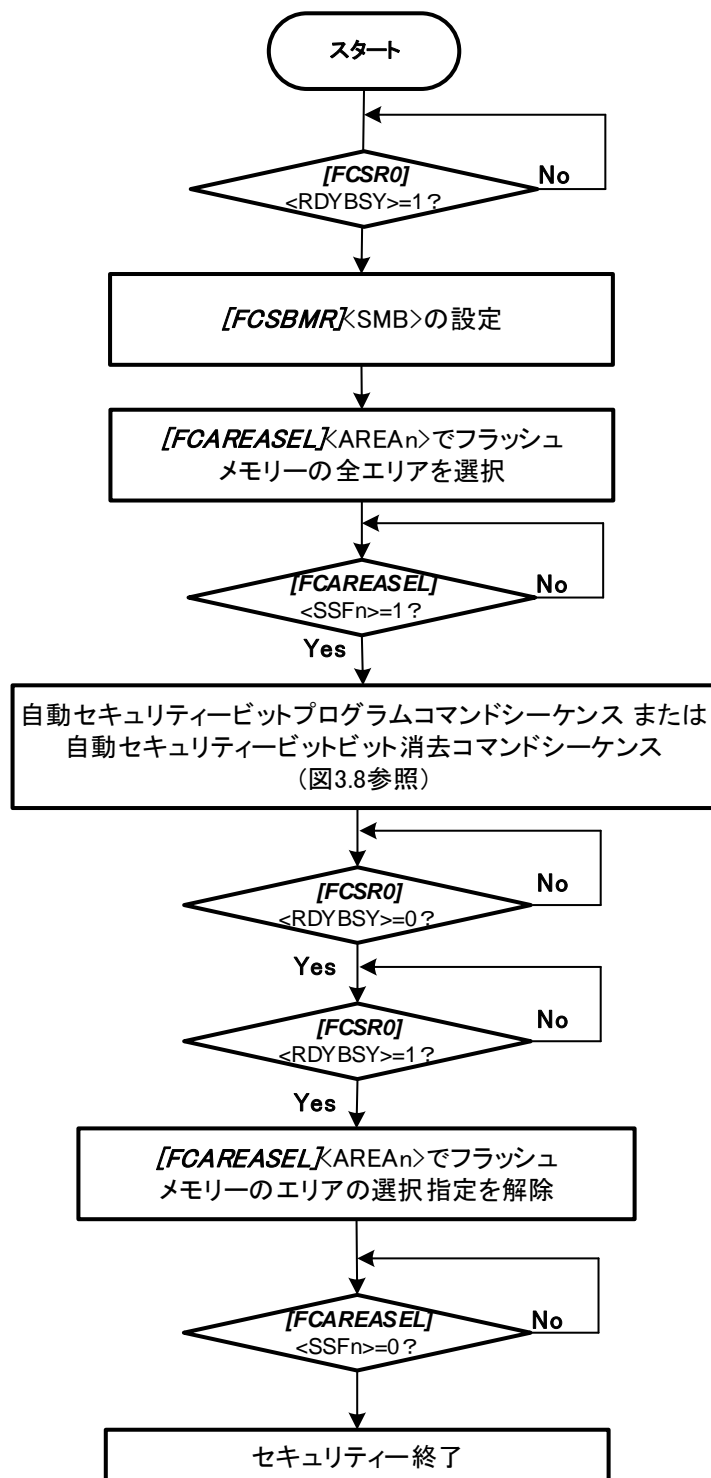 スタート
[FCSR0]
<RDYBSY>=1?
No
[FCSBMR]<SMB>の設定
[FCAREASEL]<AREAn>でフラッシュ
メモリーの全エリアを選択
[FCAREASEL]
<SSFn>=1?
No
Yes
自動セキュリティービットプログラムコマンドシーケンス または
自動セキュリティービットビット消去コマンドシーケンス
(図3.8参照)
[FCSR0]
<RDYBSY>=0?
No
Yes
[FCSR0]
<RDYBSY>=1?
No
Yes
[FCAREASEL]<AREAn>でフラッシュ
メモリーのエリアの選択指定を解除
[FCAREASEL]
<SSFn>=0?
No
セキュリティー終了